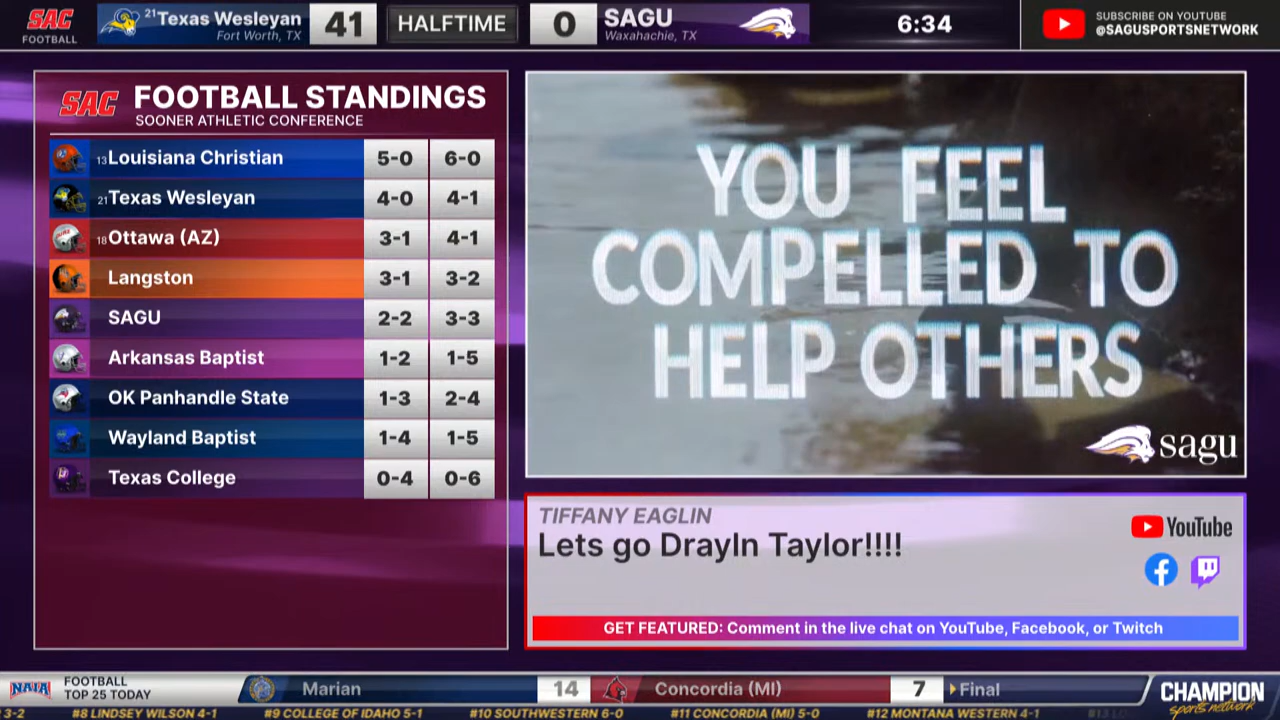 SAC
FOOTBALL
21 Texas Wesleyan
Fort Worth, TX
41
HALFTIME
0
SAGU
Waxahachie, TX
6:34
SUBSCRIBE ON YOUTUBE
@SAGUSPORTSNETWORK
SAC FOOTBALL STANDINGS
SOONER ATHLETIC CONFERENCE
13 Louisiana Christian 5-0 6-0
21 Texas Wesleyan 4-0 4-1
18 Ottawa (AZ) 3-1 4-1
Langston 3-1 3-2
SAGU 2-2 3-3
Arkansas Baptist 1-2 1-5
OK Panhandle State 1-3 2-4
Wayland Baptist 1-4 1-5
Texas College 0-4 0-6
YOU FEEL
COMPELLED TO
HELP OTHERS
sagu
TIFFANY EAGLIN
Lets go Drayln Taylor!!!!
YouTube
GET FEATURED: Comment in the live chat on YouTube, Facebook, or Twitch
NAIA
FOOTBALL
TOP 25 TODAY
Marian 14
Concordia (MI) 7
Final
CHAMPION
sports network
3-2 #8 LINDSEY WILSON 4-1 #9 COLLEGE OF IDAHO 5-1 #10 SOUTHWESTERN 6-0 #11 CONCORDIA (MI) 5-0 #12 MONTANA WESTERN 4-1 #13